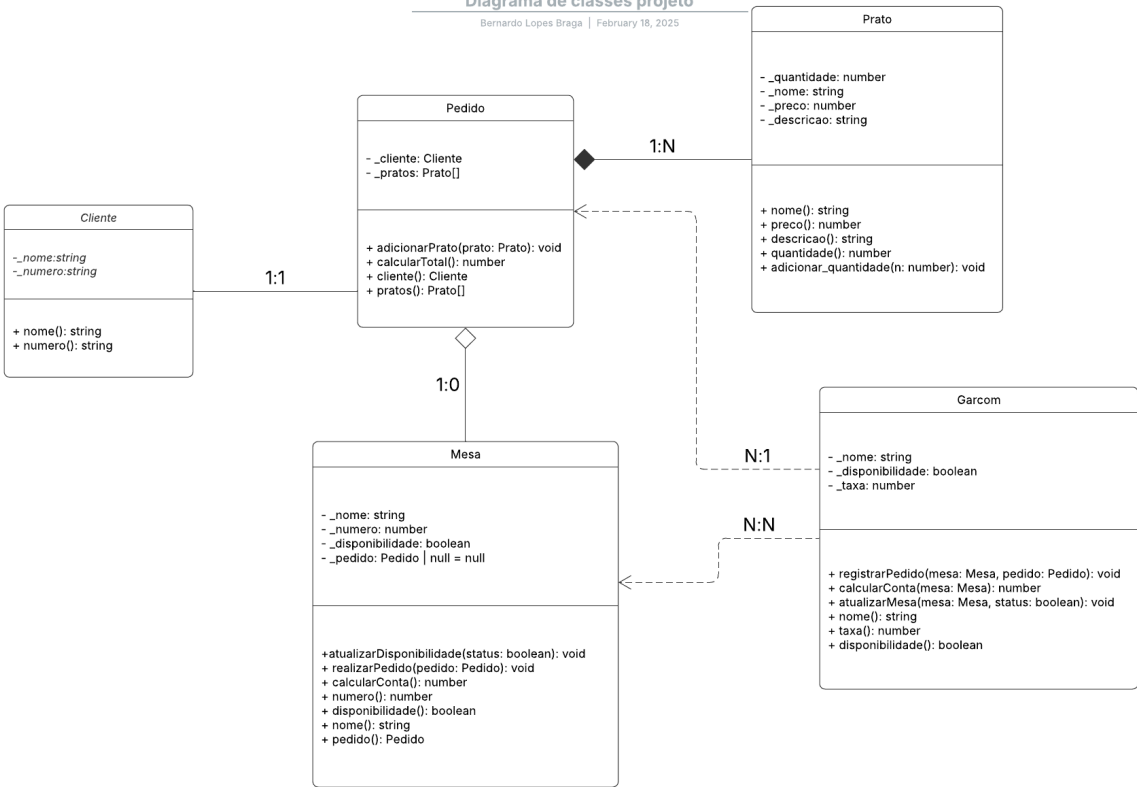 Diagrama de classes projeto
Bernardo Lopes Braga | February 18, 2025
Prato
- _quantidade: number
- _nome: string
- _preco: number
- _descricao: string
+ nome(): string
+ preco(): number
+ descricao(): string
+ quantidade(): number
+ adicionar_quantidade(n: number): void
Pedido
- _cliente: Cliente
- _pratos: Prato[]
+ adicionarPrato(prato: Prato): void
+ calcularTotal(): number
+ cliente(): Cliente
+ pratos(): Prato[]
1:N
Cliente
-_nome:string
-_numero:string
+ nome(): string
+ numero(): string
1:1
1:0
Mesa
- _nome: string
- _numero: number
- _disponibilidade: boolean
- _pedido: Pedido | null = null
+atualizarDisponibilidade(status: boolean): void
+ realizarPedido(pedido: Pedido): void
+ calcularConta(): number
+ numero(): number
+ disponibilidade(): boolean
+ nome(): string
+ pedido(): Pedido
N:1
N:N
Garcom
- _nome: string
- _disponibilidade: boolean
- _taxa: number
+ registrarPedido(mesa: Mesa, pedido: Pedido): void
+ calcularConta(mesa: Mesa): number
+ atualizarMesa(mesa: Mesa, status: boolean): void
+ nome(): string
+ taxa(): number
+ disponibilidade(): boolean